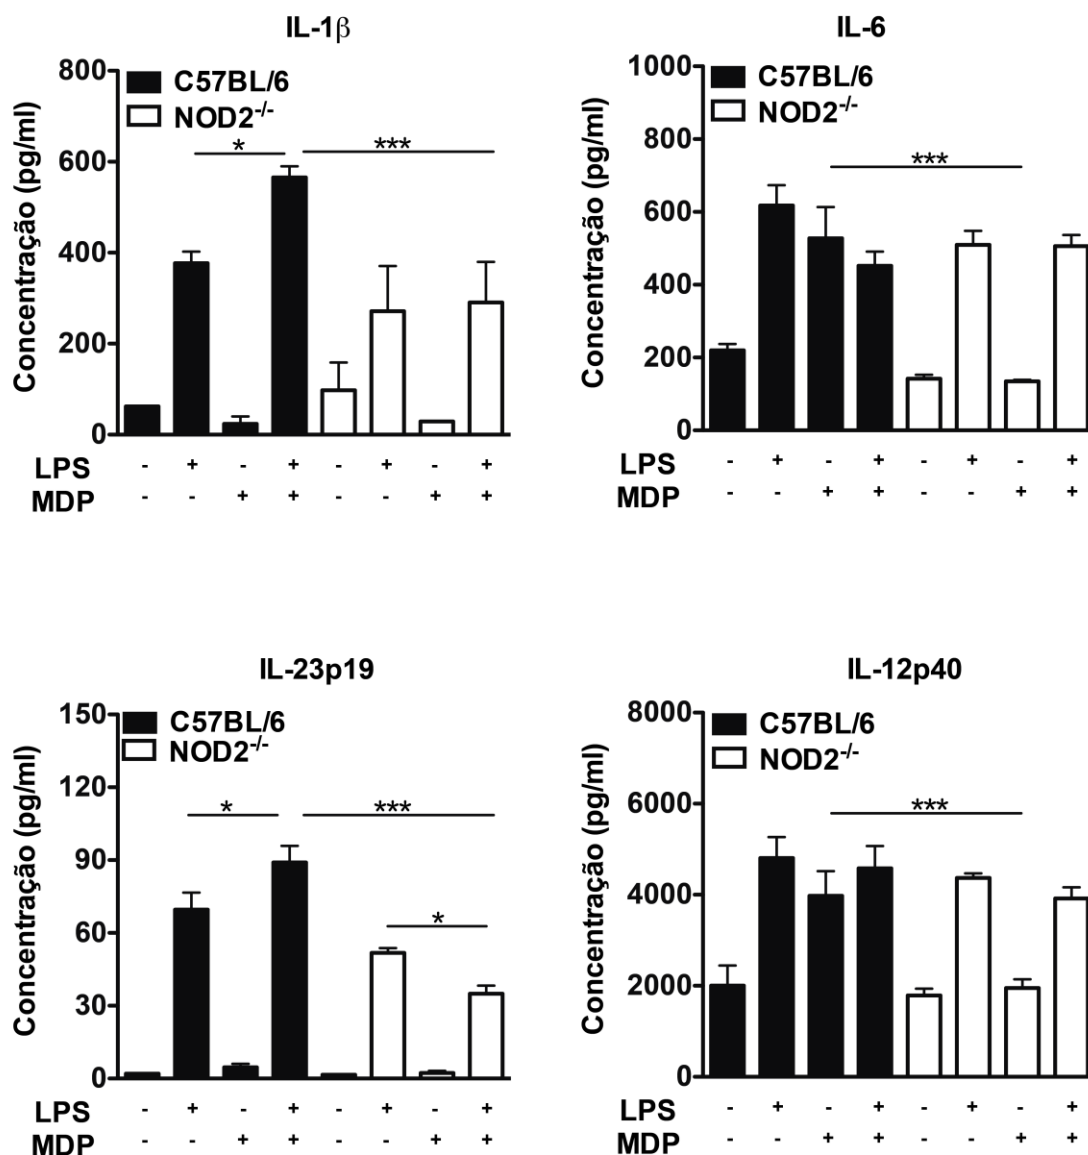 IL-1β
Concentração (pg/ml)
800
600
400
200
0
C57BL/6
NOD2-/-
*
***
LPS - + - + - + - +
MDP - - + + - - + +
IL-6
Concentração (pg/ml)
1000
800
600
400
200
0
C57BL/6
NOD2-/-
***
LPS - + - + - + - +
MDP - - + + - - + +
IL-23p19
Concentração (pg/ml)
150
120
90
60
30
0
C57BL/6
NOD2-/-
*
***
*
LPS - + - + - + - +
MDP - - + + - - + +
IL-12p40
Concentração (pg/ml)
8000
6000
4000
2000
0
C57BL/6
NOD2-/-
***
LPS - + - + - + - +
MDP - - + + - - + +